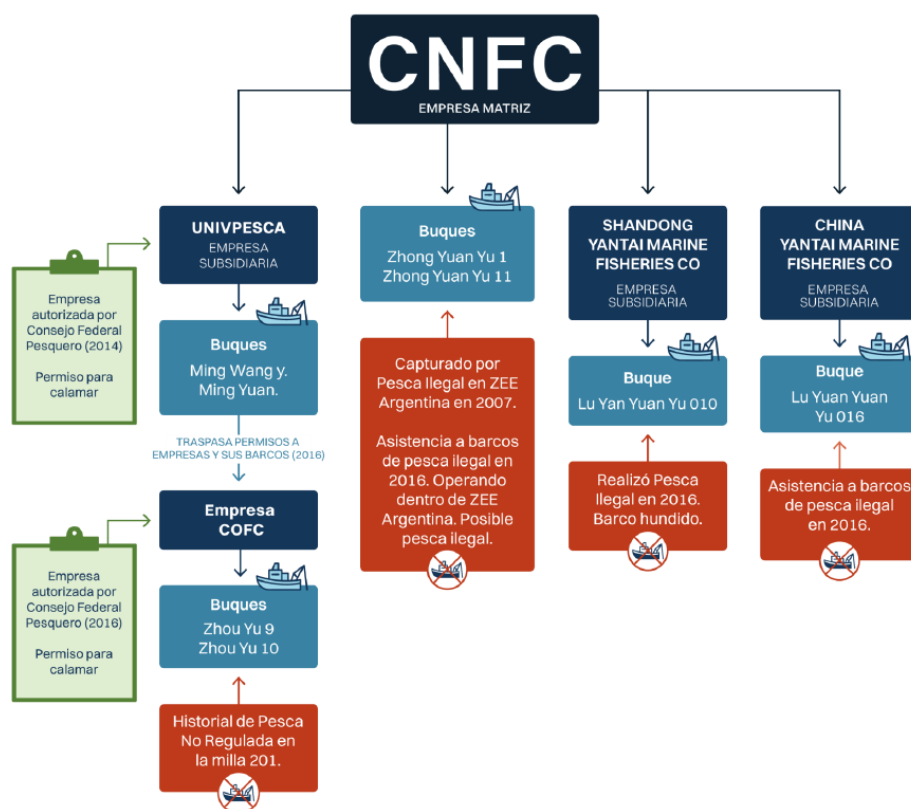 CNFC
EMPRESA MATRIZ
UNIVPESCA
EMPRESA
SUBSIDIARIA
Empresa
autorizada por
Consejo Federal
Pesquero (2014)
Permiso para
calamar
Buques
Ming Wang y.
Ming Yuan.
TRASPASA PERMISOS A
EMPRESAS Y SUS BARCOS (2016)
Empresa
COFC
Empresa
autorizada por
Consejo Federal
Pesquero (2016)
Permiso para
calamar
Buques
Zhou Yu 9
Zhou Yu 10
Historial de Pesca
No Regulada en
la milla 201.
Buques
Zhong Yuan Yu 1
Zhong Yuan Yu 11
Capturado por
Pesca Ilegal en ZEE
Argentina en 2007.
Asistencia a barcos
de pesca ilegal en
2016. Operando
dentro de ZEE
Argentina. Posible
pesca ilegal.
SHANDONG
YANTAI MARINE
FISHERIES CO
EMPRESA
SUBSIDIARIA
Buque
Lu Yan Yuan Yu 010
Realizó Pesca
Ilegal en 2016.
Barco hundido.
CHINA
YANTAI MARINE
FISHERIES CO
EMPRESA
SUBSIDIARIA
Buque
Lu Yuan Yuan
Yu 016
Asistencia a barcos
de pesca ilegal
en 2016.